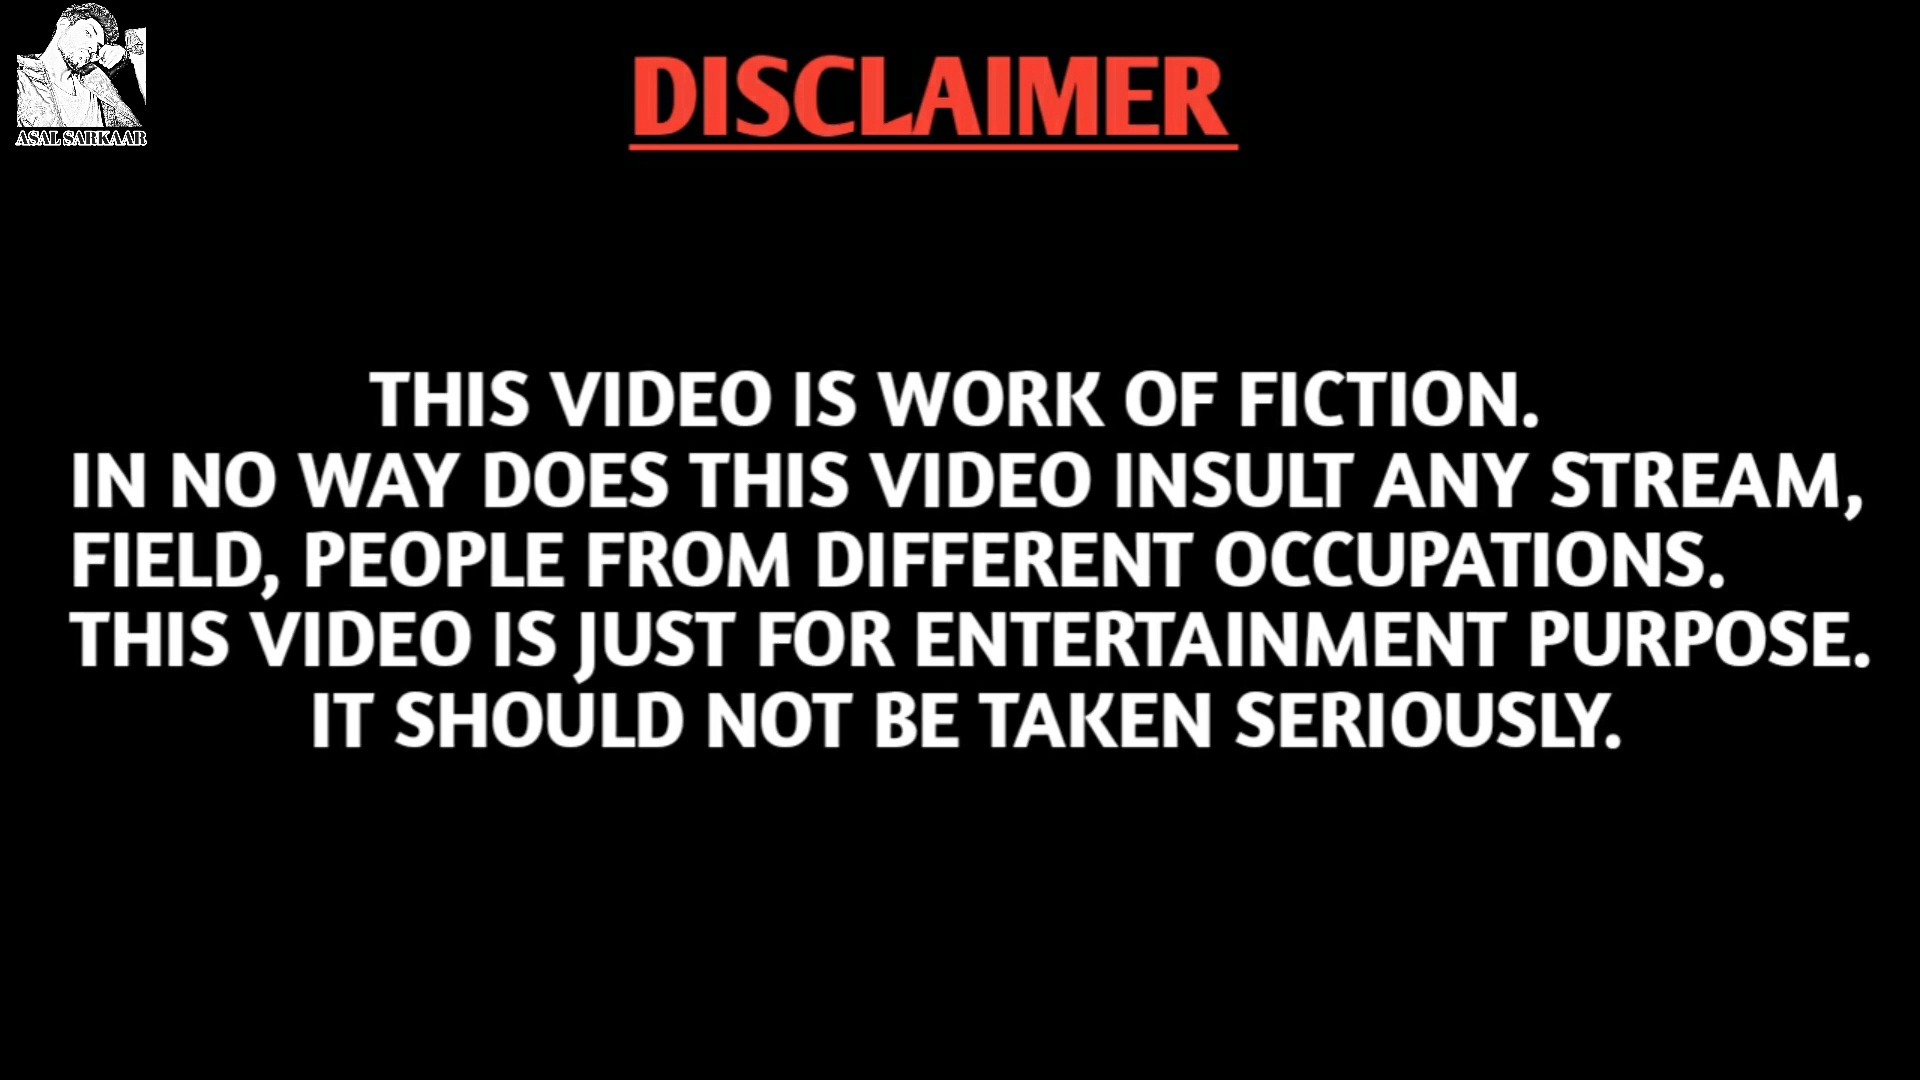 ASAL SARKAAR
DISCLAIMER
THIS VIDEO IS WORK OF FICTION.
IN NO WAY DOES THIS VIDEO INSULT ANY STREAM,
FIELD, PEOPLE FROM DIFFERENT OCCUPATIONS.
THIS VIDEO IS JUST FOR ENTERTAINMENT PURPOSE.
IT SHOULD NOT BE TAKEN SERIOUSLY.